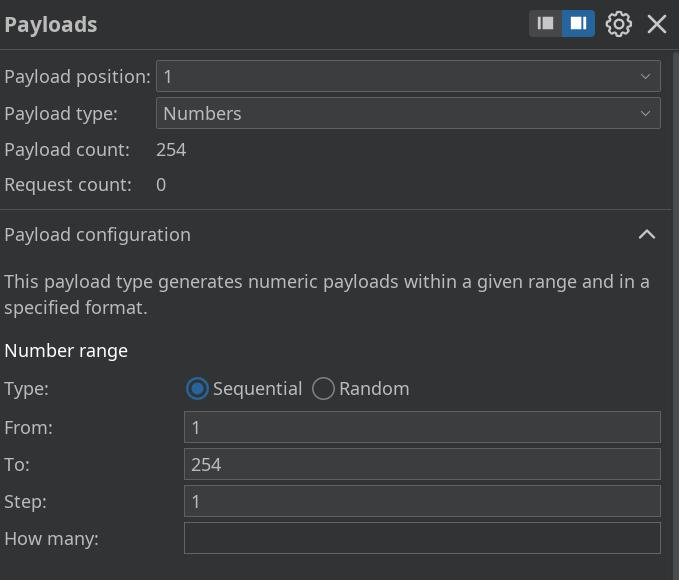 Payloads
Payload position: 1
Payload type: Numbers
Payload count: 254
Request count: 0
Payload configuration
This payload type generates numeric payloads within a given range and in a
specified format.
Number range
Type: Sequential Random
From: 1
To: 254
Step: 1
How many: